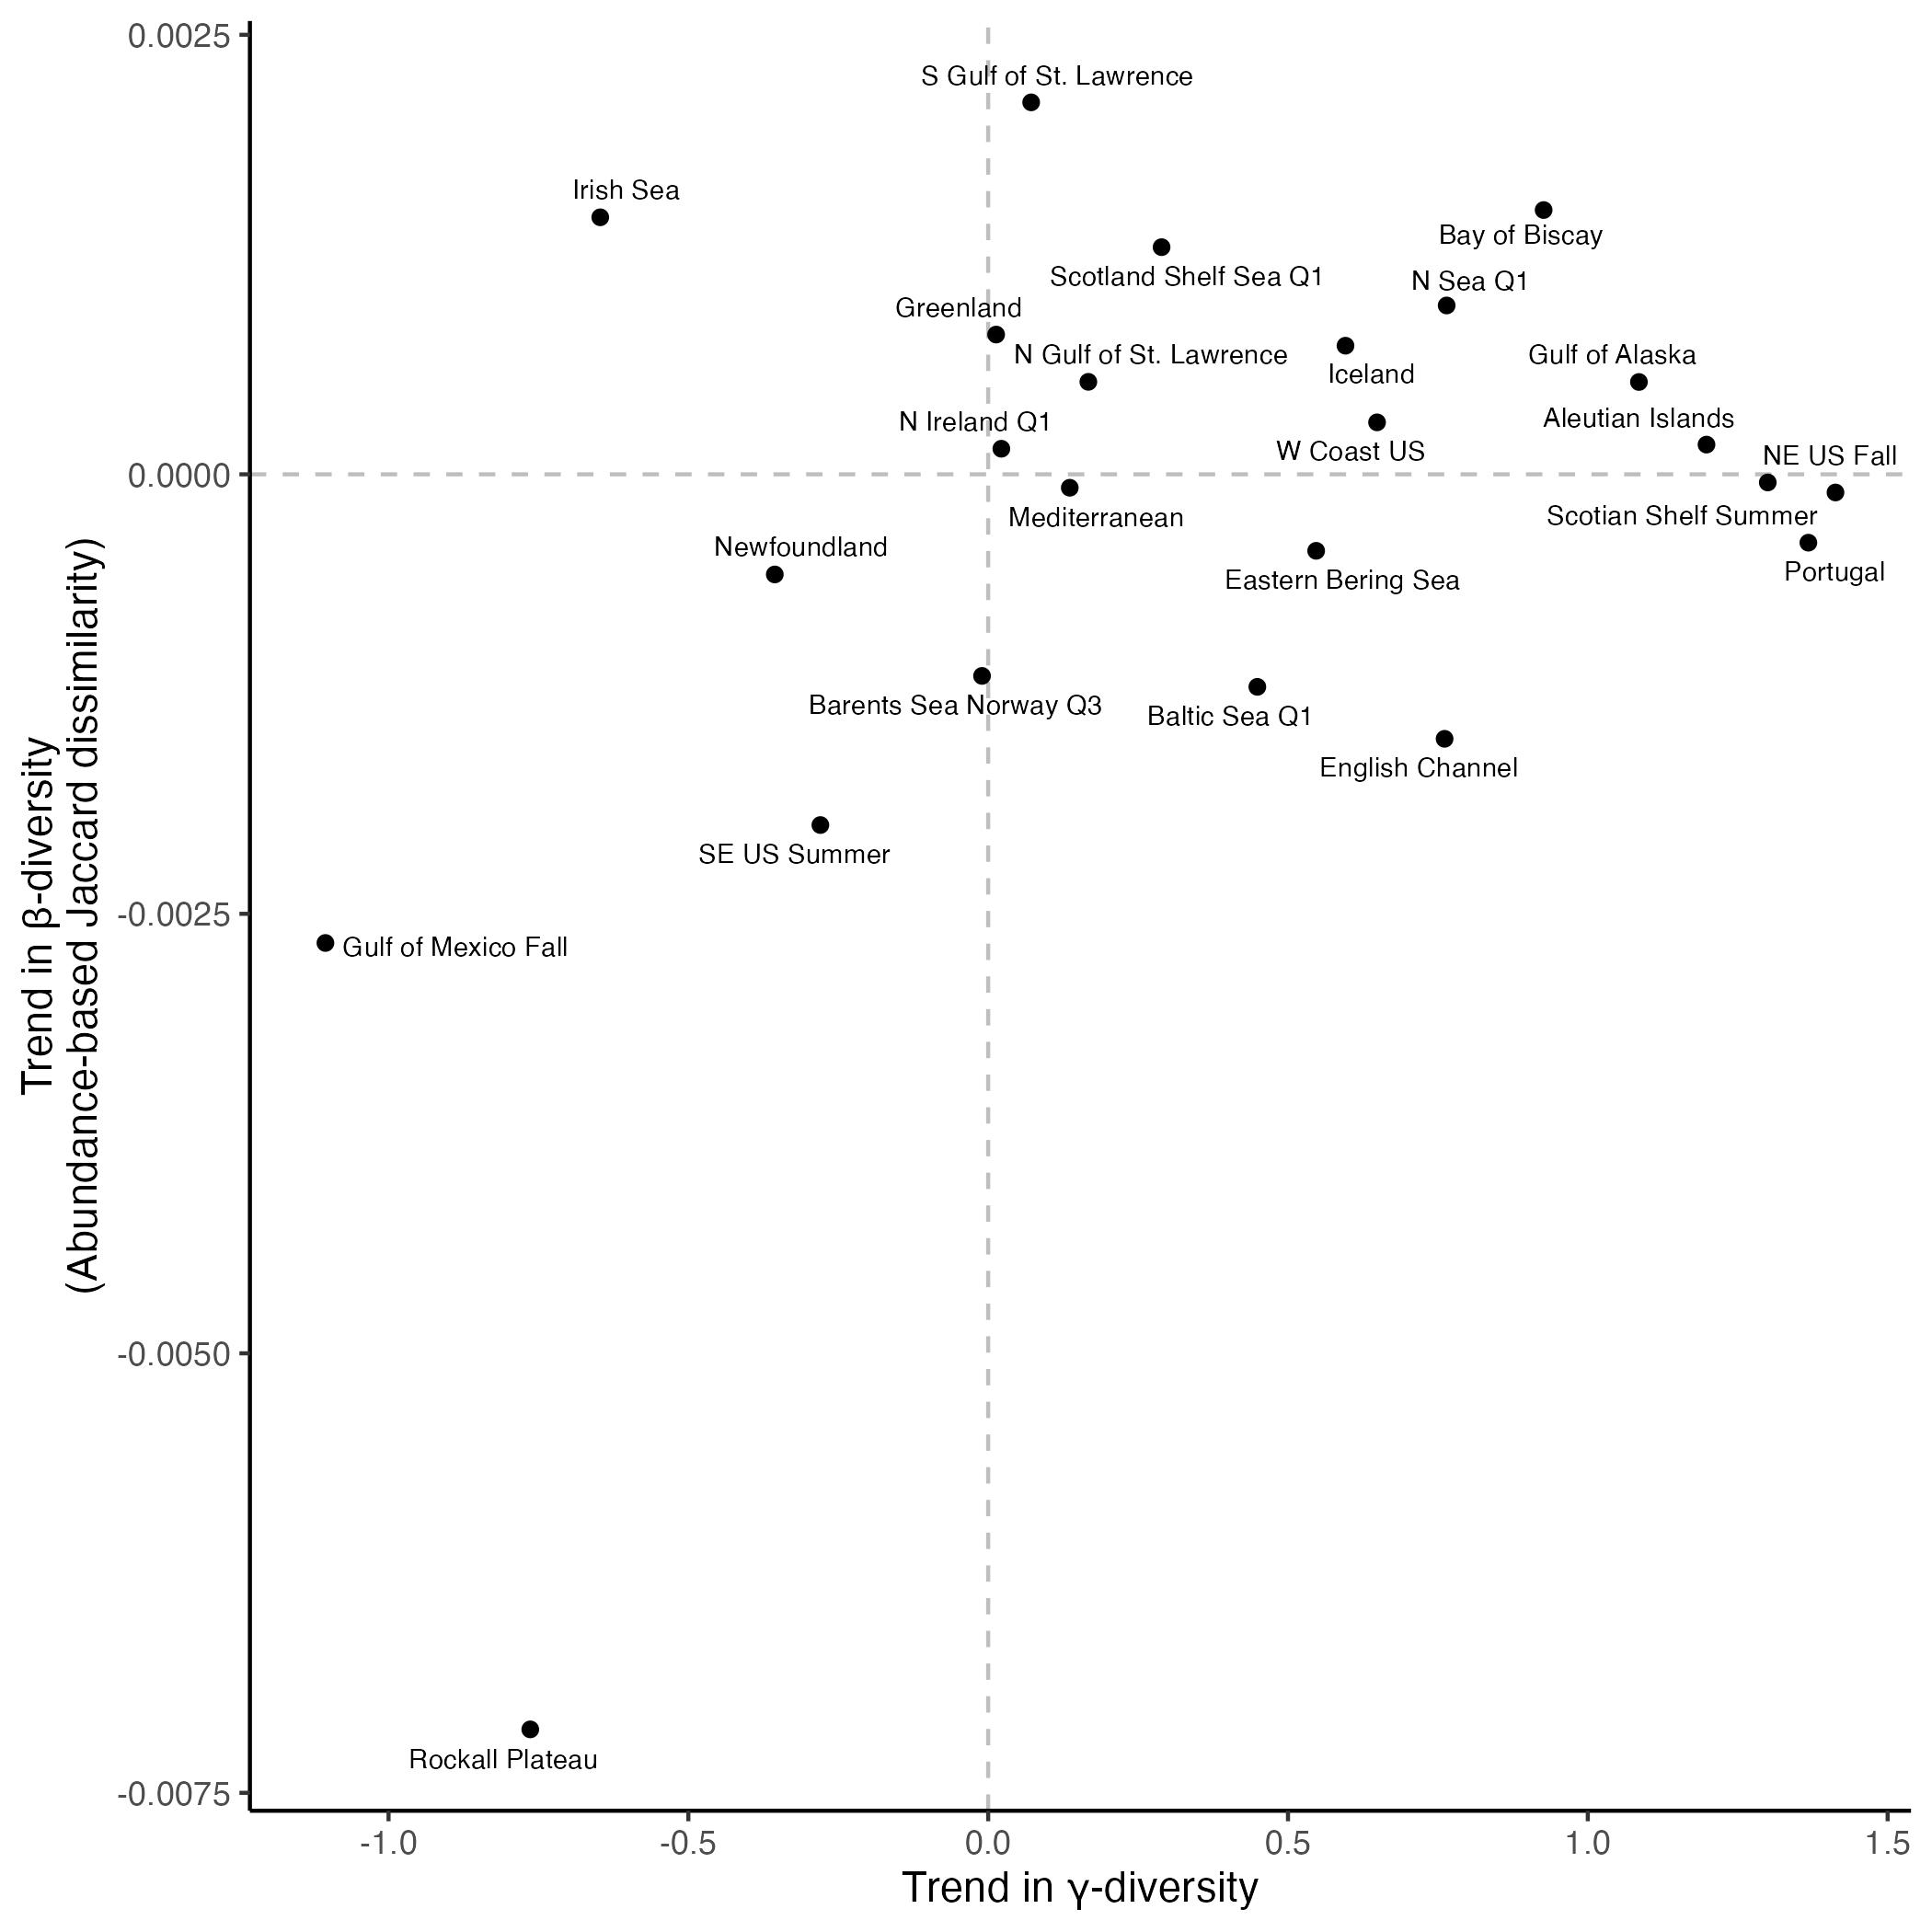 0.0025
S Gulf of St. Lawrence
Irish Sea
Bay of Biscay
Scotland Shelf Sea Q1
N Sea Q1
Greenland
N Gulf of St. Lawrence
Iceland
Gulf of Alaska
N Ireland Q1
W Coast US
Aleutian Islands
NE US Fall
0.0000
Mediterranean
Scotian Shelf Summer
Newfoundland
Eastern Bering Sea
Portugal
Barents Sea Norway Q3
Baltic Sea Q1
English Channel
SE US Summer
-0.0025
Gulf of Mexico Fall
-0.0050
Rockall Plateau
-0.0075
Trend in β-diversity
(Abundance-based Jaccard dissimilarity)
-1.0
-0.5
0.0
0.5
1.0
1.5
Trend in γ-diversity